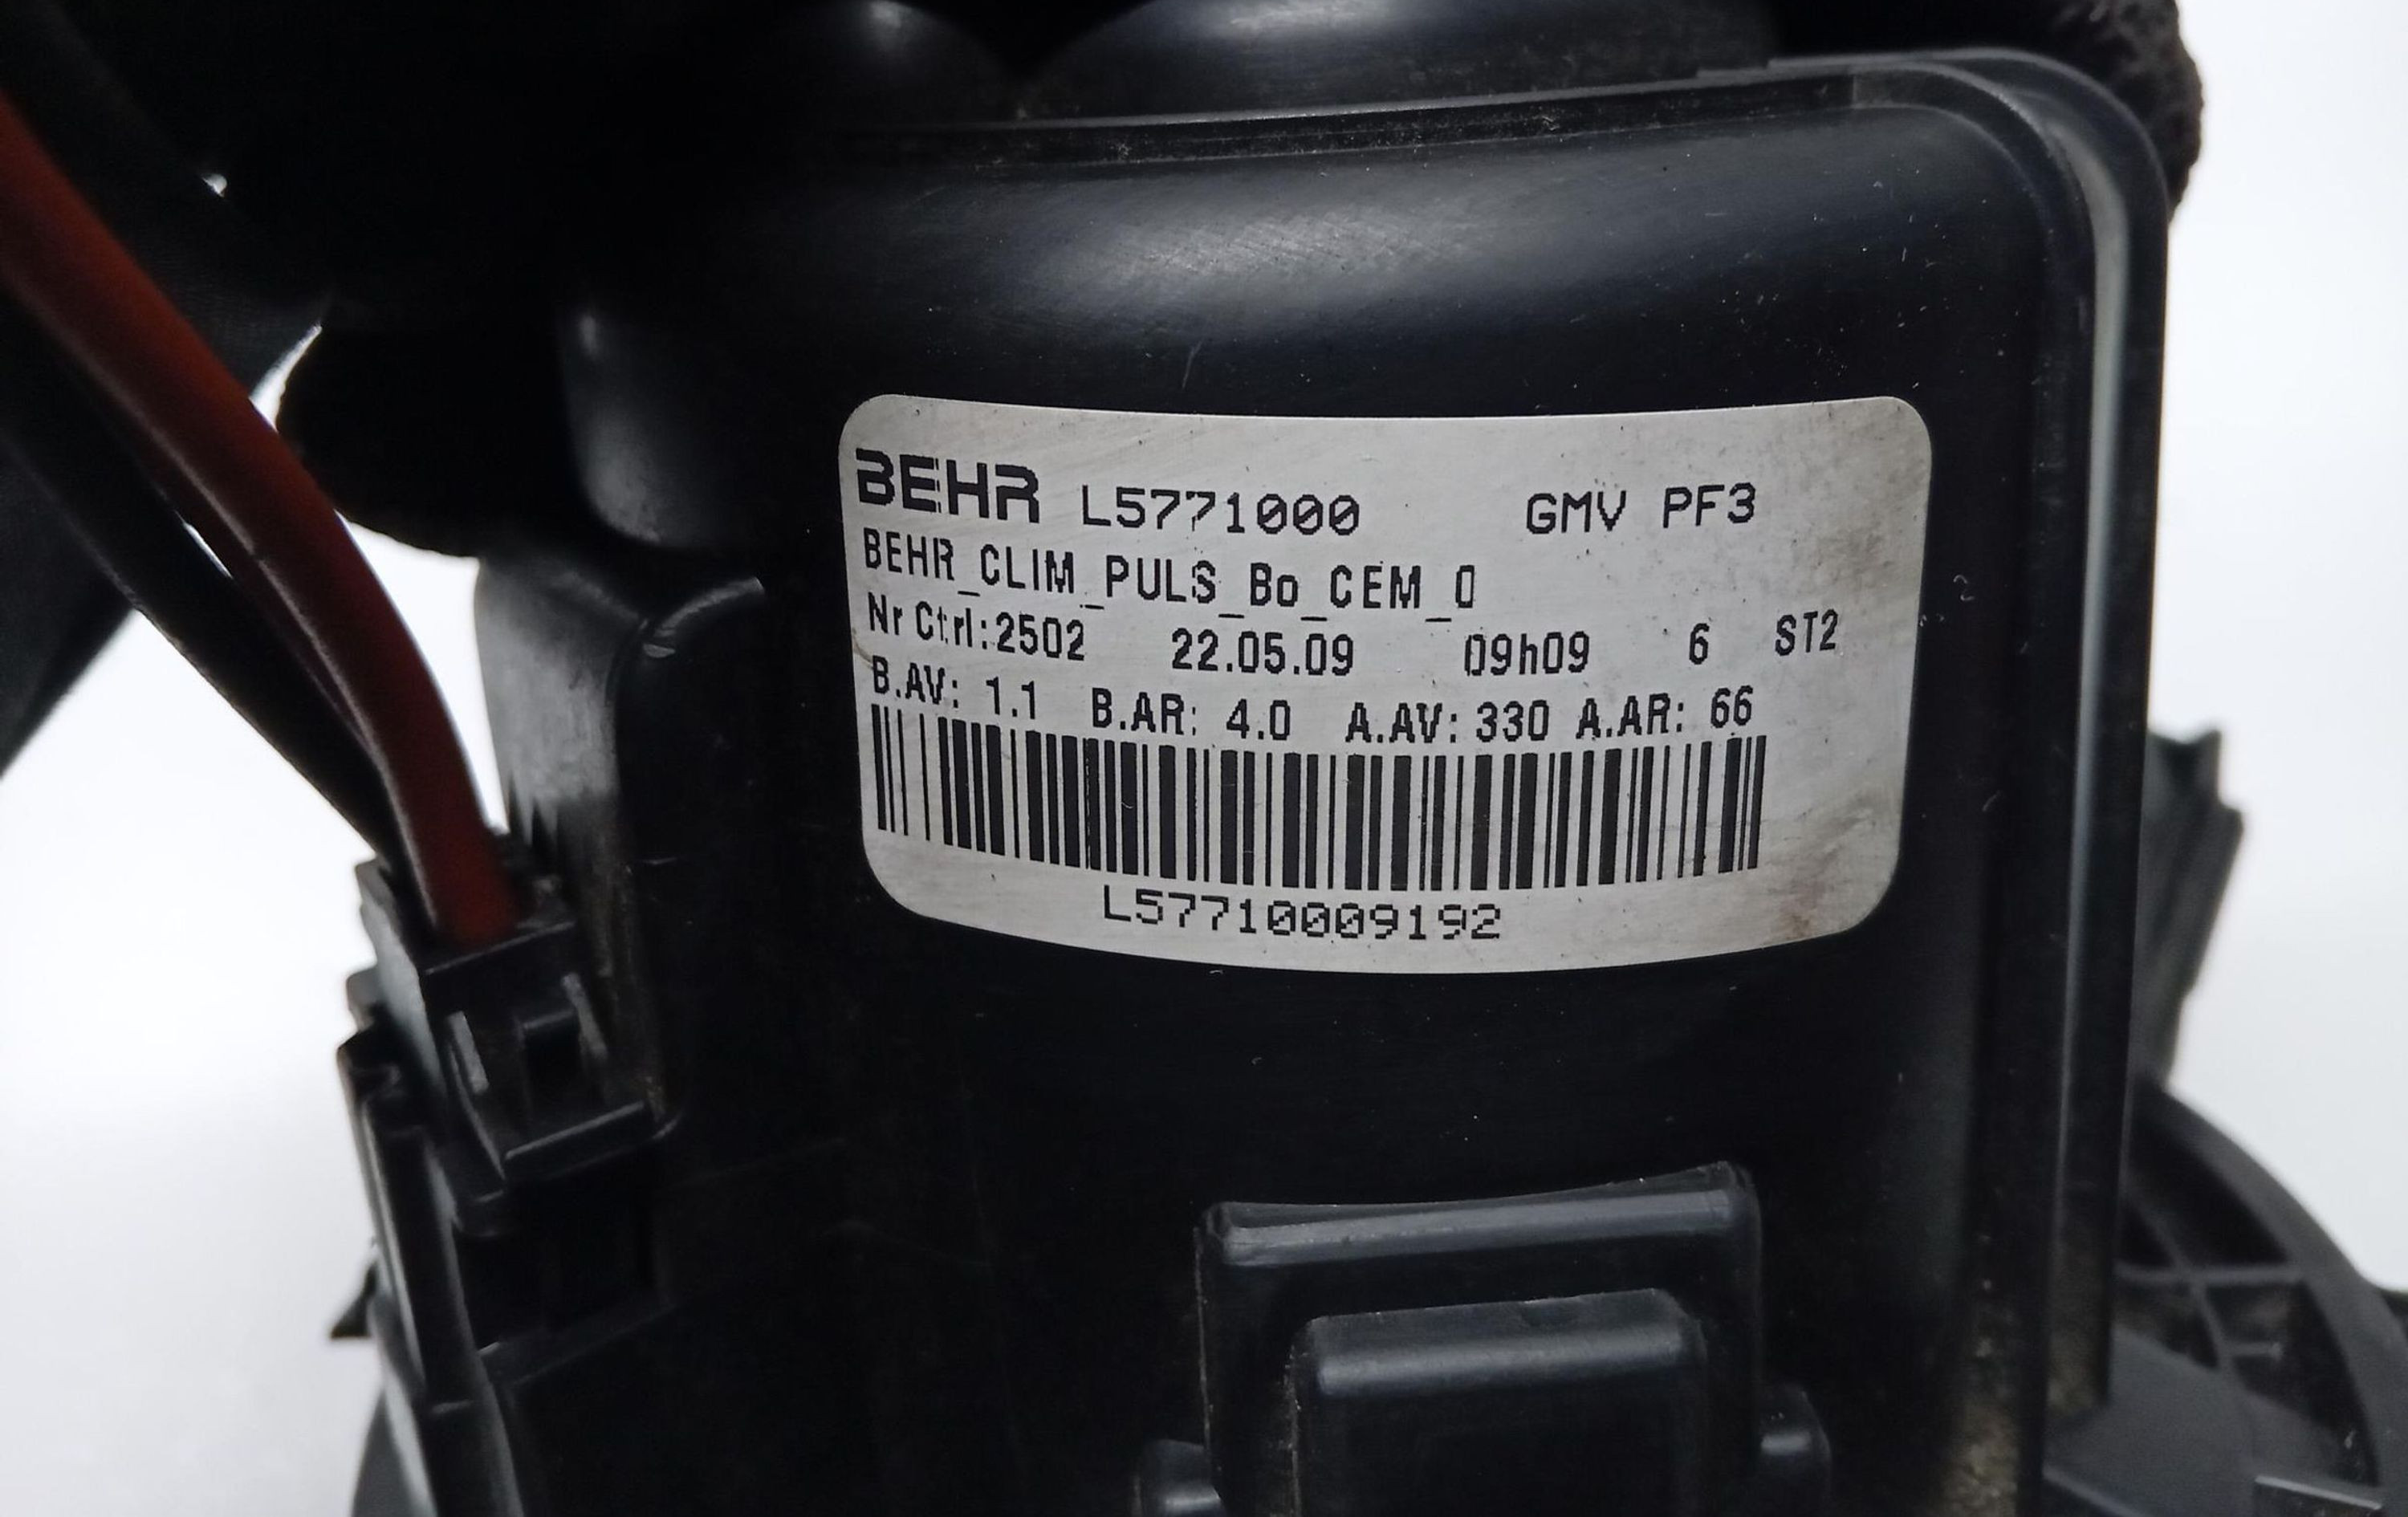 BEHR L5771000 GMV PF3
BEHR_CLIM_PULS_Bo_CEM_0
Nr Ctrl:2502 22.05.09 09h09 6 ST2
B.AV: 1.1 B.AR: 4.0 A.AV: 330 A.AR: 66
L57710009192